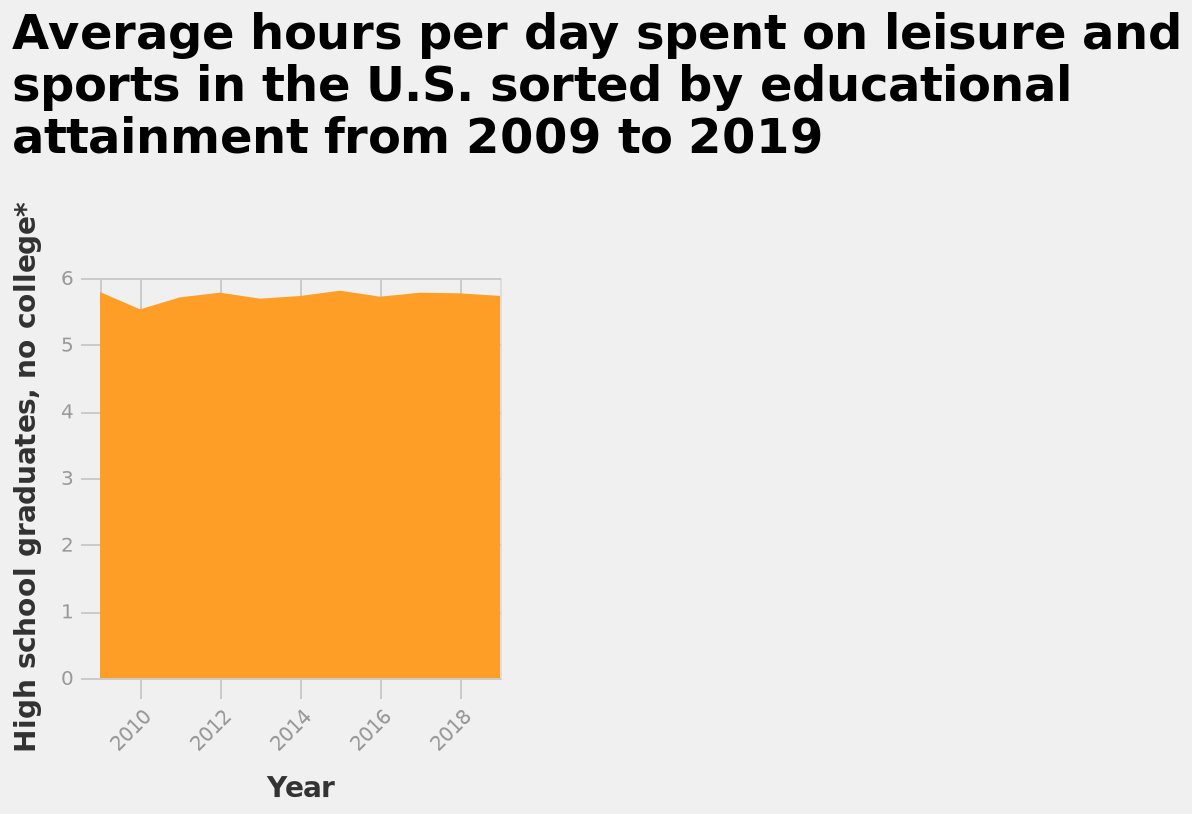 Average hours per day spent on leisure and
sports in the U.S. sorted by educational
attainment from 2009 to 2019
High school graduates, no college*
6
5
4
3
2
1
0
2010
2012
2014
2016
2018
Year